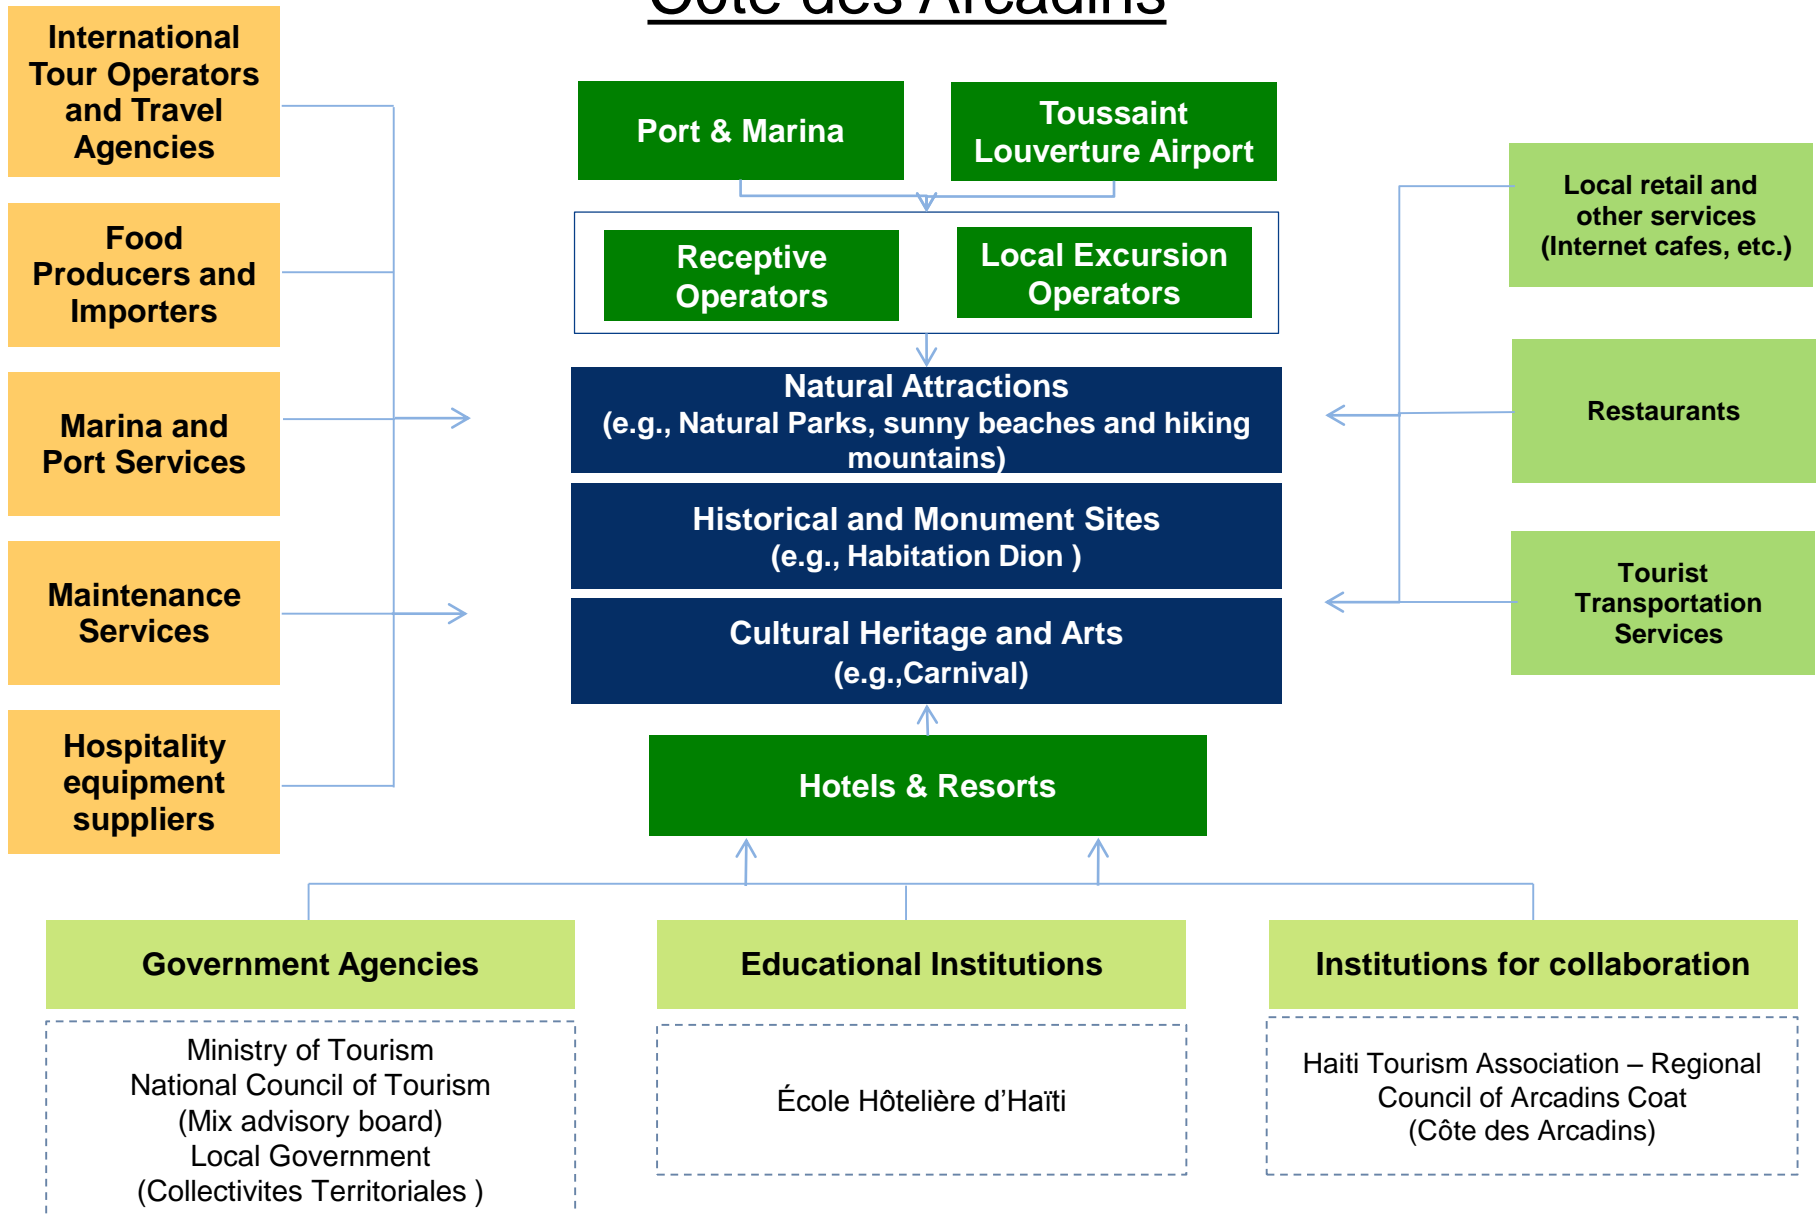 Côte des Arcadins
International
Tour Operators
and Travel
Agencies
Food
Producers and
Importers
Marina and
Port Services
Maintenance
Services
Hospitality
equipment
suppliers
Port & Marina
Toussaint
Louverture Airport
Receptive
Operators
Local Excursion
Operators
Natural Attractions
(e.g., Natural Parks, sunny beaches and hiking
mountains)
Historical and Monument Sites
(e.g., Habitation Dion )
Cultural Heritage and Arts
(e.g.,Carnival)
Hotels & Resorts
Local retail and
other services
(Internet cafes, etc.)
Restaurants
Tourist
Transportation
Services
Government Agencies
Ministry of Tourism
National Council of Tourism
(Mix advisory board)
Local Government
(Collectivites Territoriales )
Educational Institutions
École Hôtelière d’Haïti
Institutions for collaboration
Haiti Tourism Association – Regional
Council of Arcadins Coat
(Côte des Arcadins)